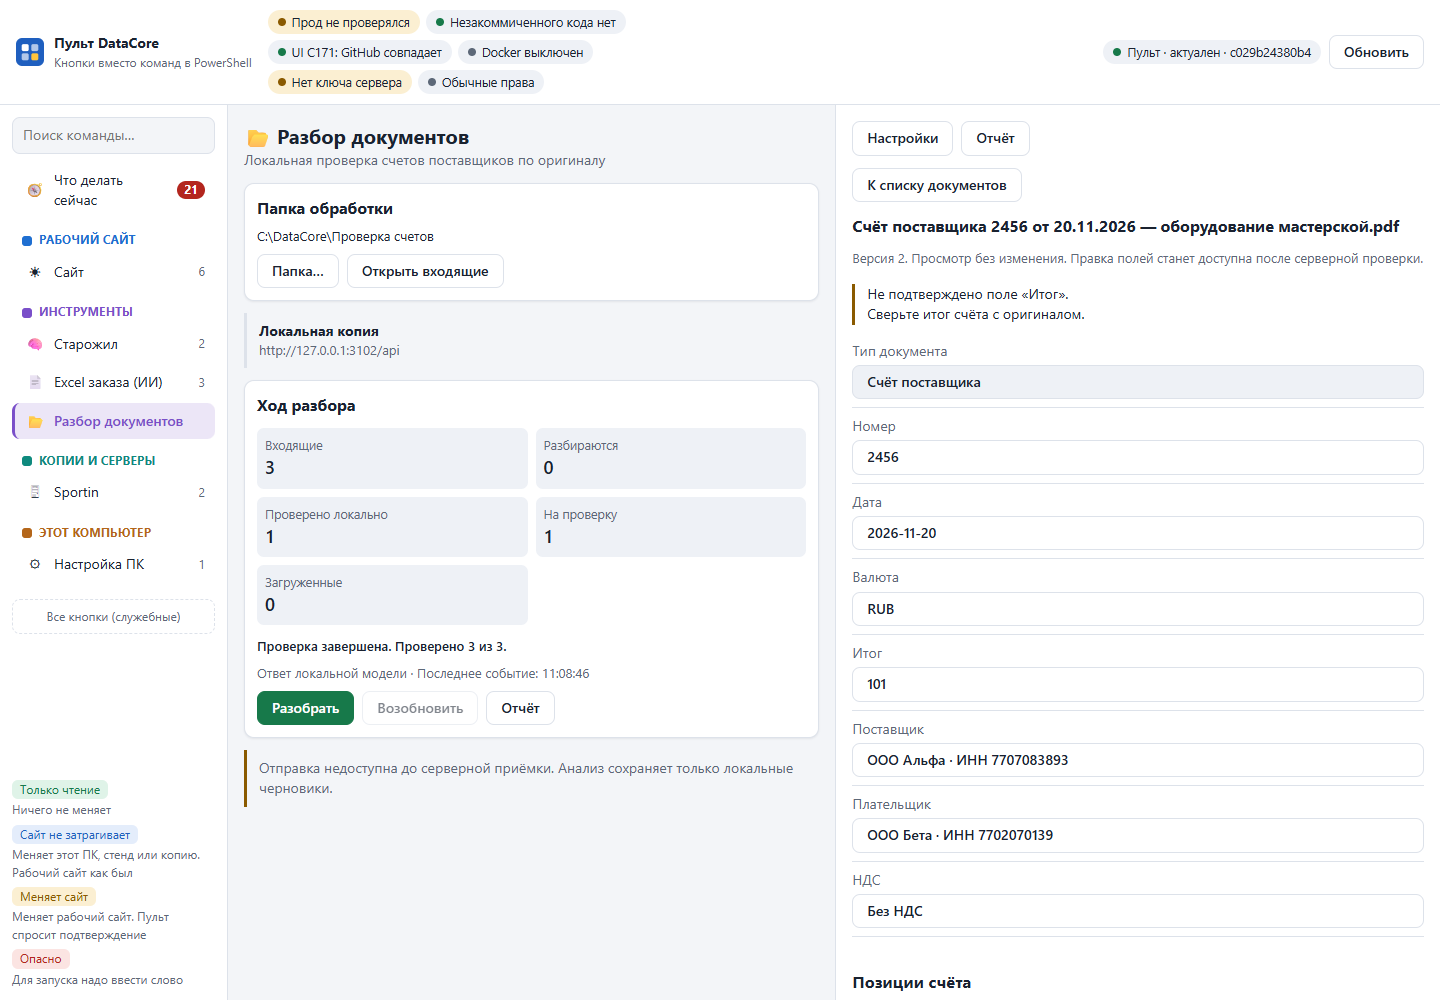 Пульт DataCore
Кнопки вместо команд в PowerShell
Прод не проверялся
Незакоммиченного кода нет
UI C171: GitHub совпадает
Docker выключен
Нет ключа сервера
Обычные права
Пульт · актуален · c029b24380b4
Обновить
Поиск команды...
Что делать
сейчас
21
РАБОЧИЙ САЙТ
Сайт
6
ИНСТРУМЕНТЫ
Старожил
2
Excel заказа (ИИ)
3
Разбор документов
КОПИИ И СЕРВЕРЫ
Sportin
2
ЭТОТ КОМПЬЮТЕР
Настройка ПК
1
Все кнопки (служебные)
Только чтение
Ничего не меняет
Сайт не затрагивает
Меняет этот ПК, стенд или копию.
Рабочий сайт как был
Меняет сайт
Меняет рабочий сайт. Пульт
спросит подтверждение
Опасно
Для запуска надо ввести слово
Разбор документов
Локальная проверка счетов поставщиков по оригиналу
Папка обработки
C:\DataCore\Проверка счетов
Папка...
Открыть входящие
Локальная копия
http://127.0.0.1:3102/api
Ход разбора
Входящие
3
Разбираются
0
Проверено локально
1
На проверку
1
Загруженные
0
Проверка завершена. Проверено 3 из 3.
Ответ локальной модели · Последнее событие: 11:08:46
Разобрать
Возобновить
Отчёт
Отправка недоступна до серверной приёмки. Анализ сохраняет только локальные
черновики.
Настройки
Отчёт
К списку документов
Счёт поставщика 2456 от 20.11.2026 — оборудование мастерской.pdf
Версия 2. Просмотр без изменения. Правка полей станет доступна после серверной проверки.
Не подтверждено поле «Итог».
Сверьте итог счёта с оригиналом.
Тип документа
Счёт поставщика
Номер
2456
Дата
2026-11-20
Валюта
RUB
Итог
101
Поставщик
ООО Альфа · ИНН 7707083893
Плательщик
ООО Бета · ИНН 7702070139
НДС
Без НДС
Позиции счёта